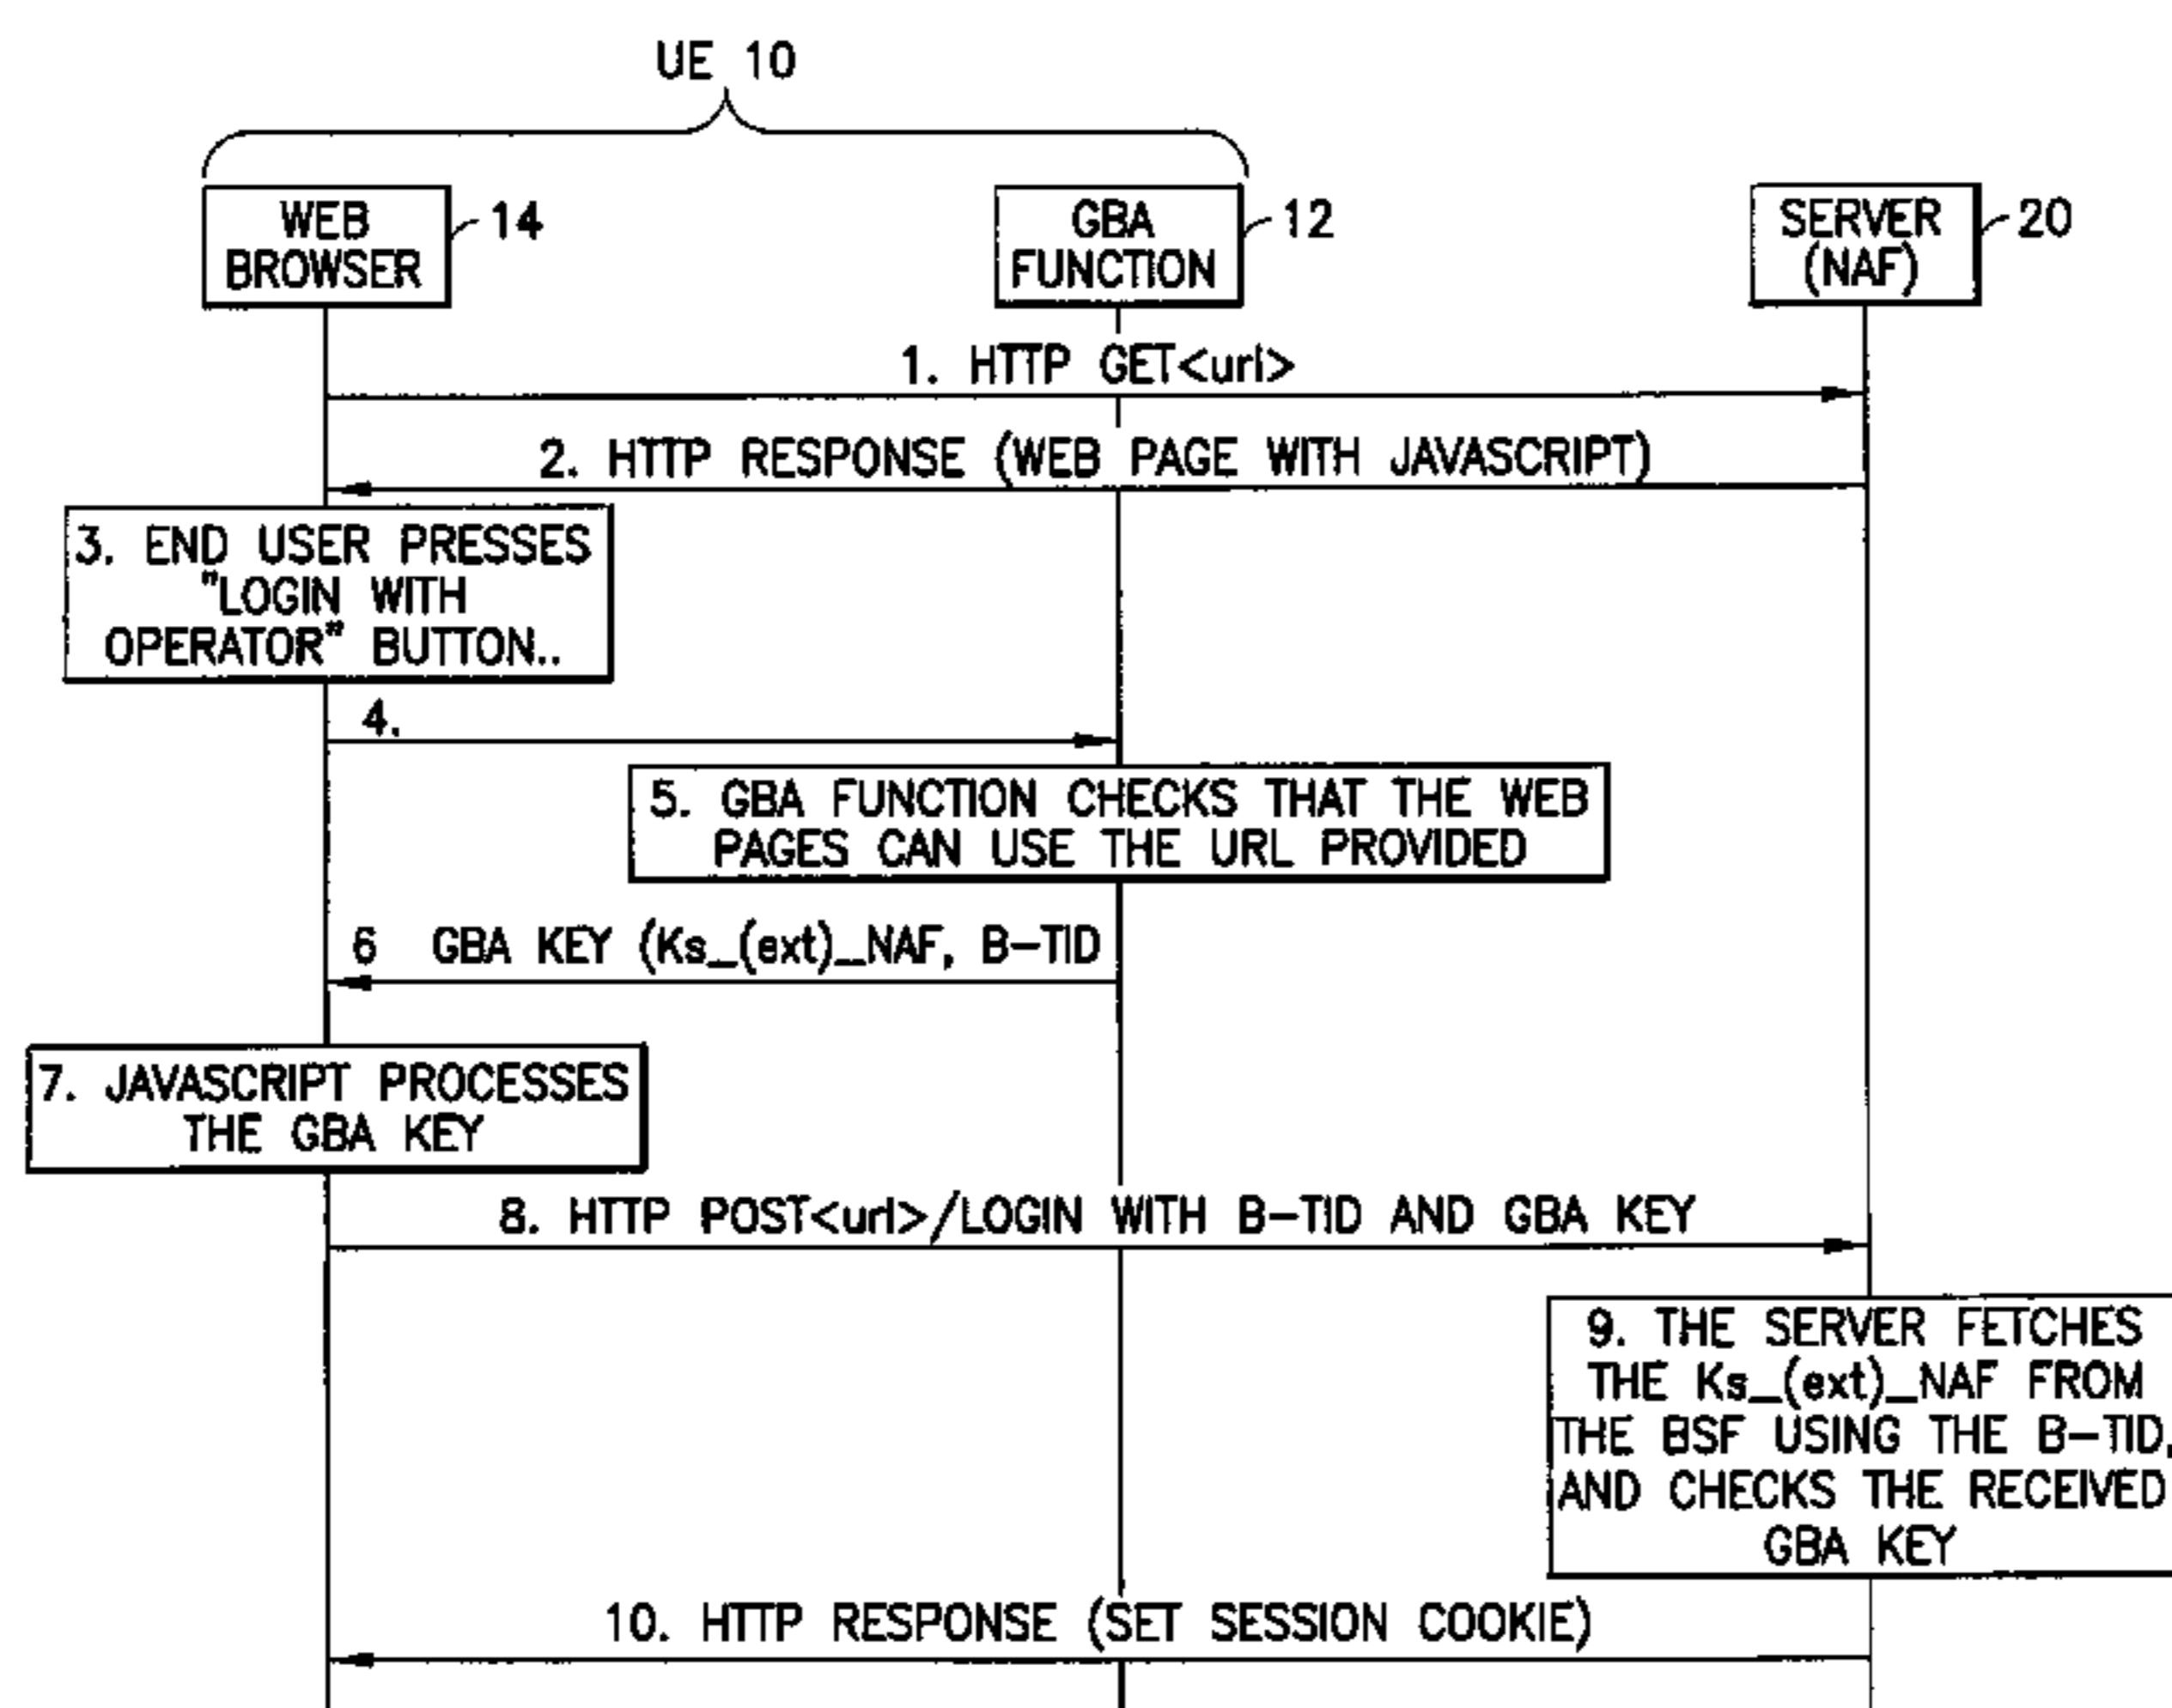 UE 10
WEB
BROWSER
14
GBA
FUNCTION
12
SERVER
(NAF)
20
1. HTTP GET<url>
2. HTTP RESPONSE (WEB PAGE WITH JAVASCRIPT)
3. END USER PRESSES
"LOGIN WITH
OPERATOR" BUTTON..
4.
5. GBA FUNCTION CHECKS THAT THE WEB
PAGES CAN USE THE URL PROVIDED
6 GBA KEY (Ks_(ext)_NAF, B-TID
7. JAVASCRIPT PROCESSES
THE GBA KEY
8. HTTP POST<url>/LOGIN WITH B-TID AND GBA KEY
9. THE SERVER FETCHES
THE Ks_(ext)_NAF FROM
THE BSF USING THE B-TID,
AND CHECKS THE RECEIVED
GBA KEY
10. HTTP RESPONSE (SET SESSION COOKIE)